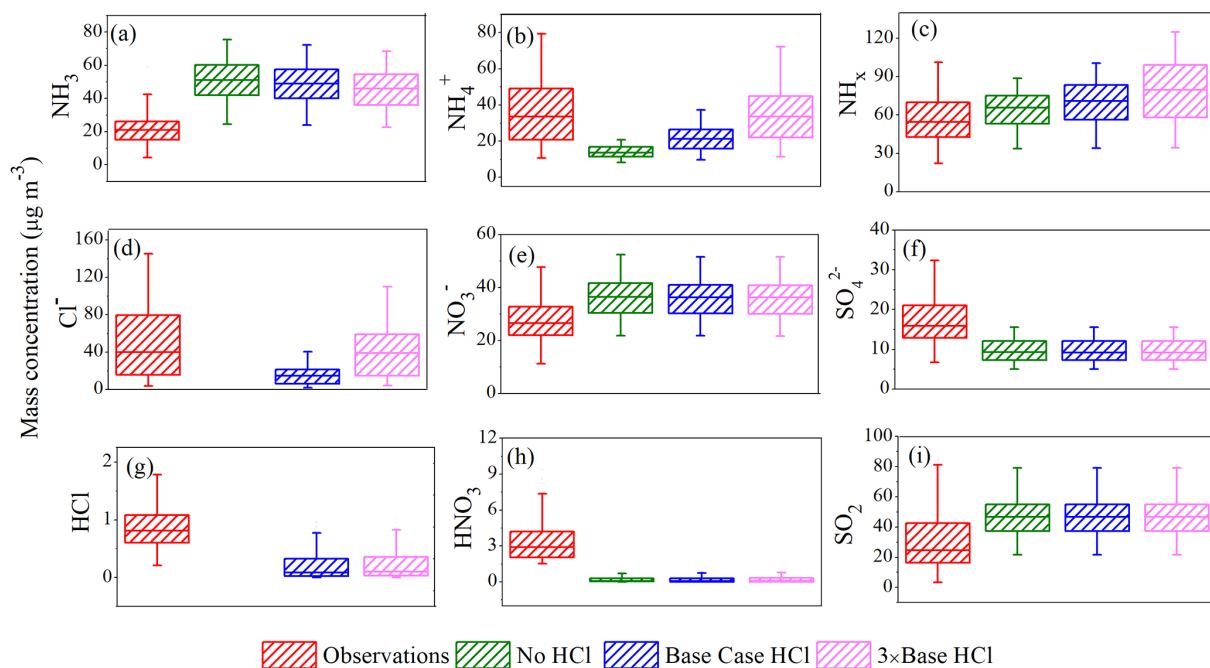 Mass concentration (µg m⁻³)
(a)
NH₃
80
60
40
20
0
(b)
NH₄⁺
80
60
40
20
0
(c)
NHₓ
120
90
60
30
0
(d)
Cl⁻
160
120
80
40
0
(e)
NO₃⁻
60
40
20
0
(f)
SO₄²⁻
40
30
20
10
0
(g)
HCl
2
1
0
(h)
HNO₃
12
9
6
3
0
(i)
SO₂
100
80
60
40
20
0
Observations No HCl Base Case HCl 3×Base HCl